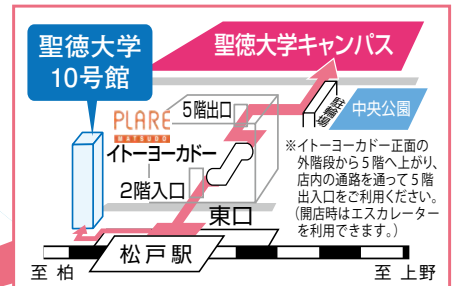 聖徳大学
10号館
聖徳大学キャンパス
PLARE
MATSUDO
5階出口
駐輪場
中央公園
イトーヨーカドー
2階入口
※イトーヨーカドー正面の
外階段から5階へ上がり、
店内の通路を通って5階
出入口をご利用ください。
(開店時はエスカレーター
を利用できます。)
東口
松戸駅
至 柏
至 上野